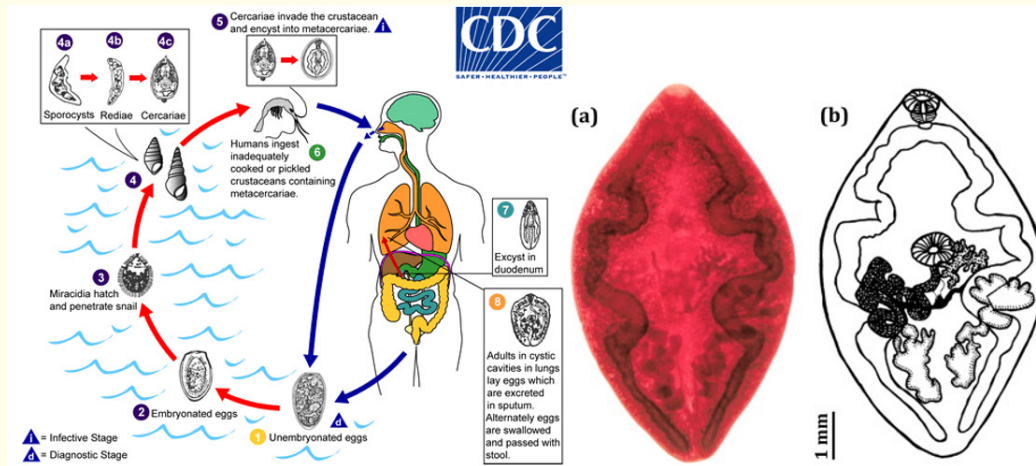 5 Cercariae invade the crustacean
and encyst into metacercariae. i
CDC
SAFER • HEALTHIER • PEOPLE™
4a 4b 4c
Sporocysts Rediae Cercariae
4
Humans ingest
inadequately
cooked or pickled
crustaceans containing
metacercariae.
6
3
Miracidia hatch
and penetrate snail
2 Embryonated eggs
1 Unembryonated eggs
d
i = Infective Stage
d = Diagnostic Stage
7
Excyst in
duodenum
8
Adults in cystic
cavities in lungs
lay eggs which
are excreted
in sputum.
Alternately eggs
are swallowed
and passed with
stool.
(a)
(b)
1 mm